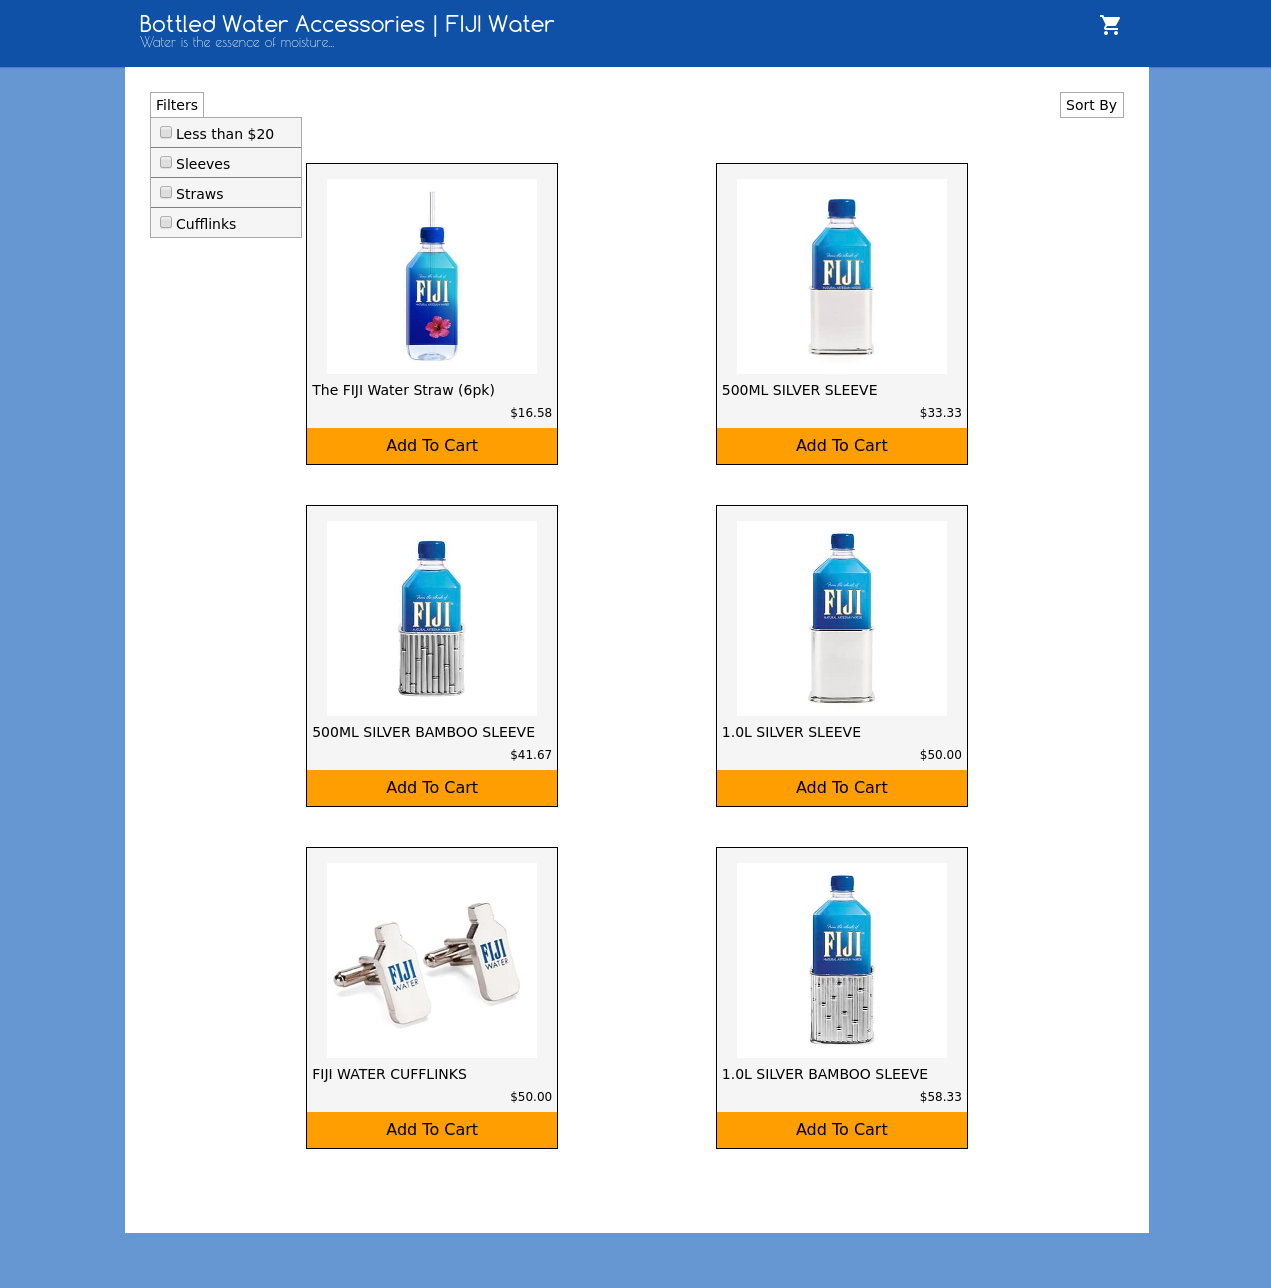 Bottled Water Accessories | FIJI Water
Water is the essence of moisture...
Filters
Sort By
Less than $20
Sleeves
Straws
Cufflinks
FIJI
The FIJI Water Straw (6pk)
$16.58
Add To Cart
FIJI
500ML SILVER SLEEVE
$33.33
Add To Cart
FIJI
500ML SILVER BAMBOO SLEEVE
$41.67
Add To Cart
FIJI
1.0L SILVER SLEEVE
$50.00
Add To Cart
FIJI
WATER
FIJI
WATER
FIJI WATER CUFFLINKS
$50.00
Add To Cart
FIJI
1.0L SILVER BAMBOO SLEEVE
$58.33
Add To Cart